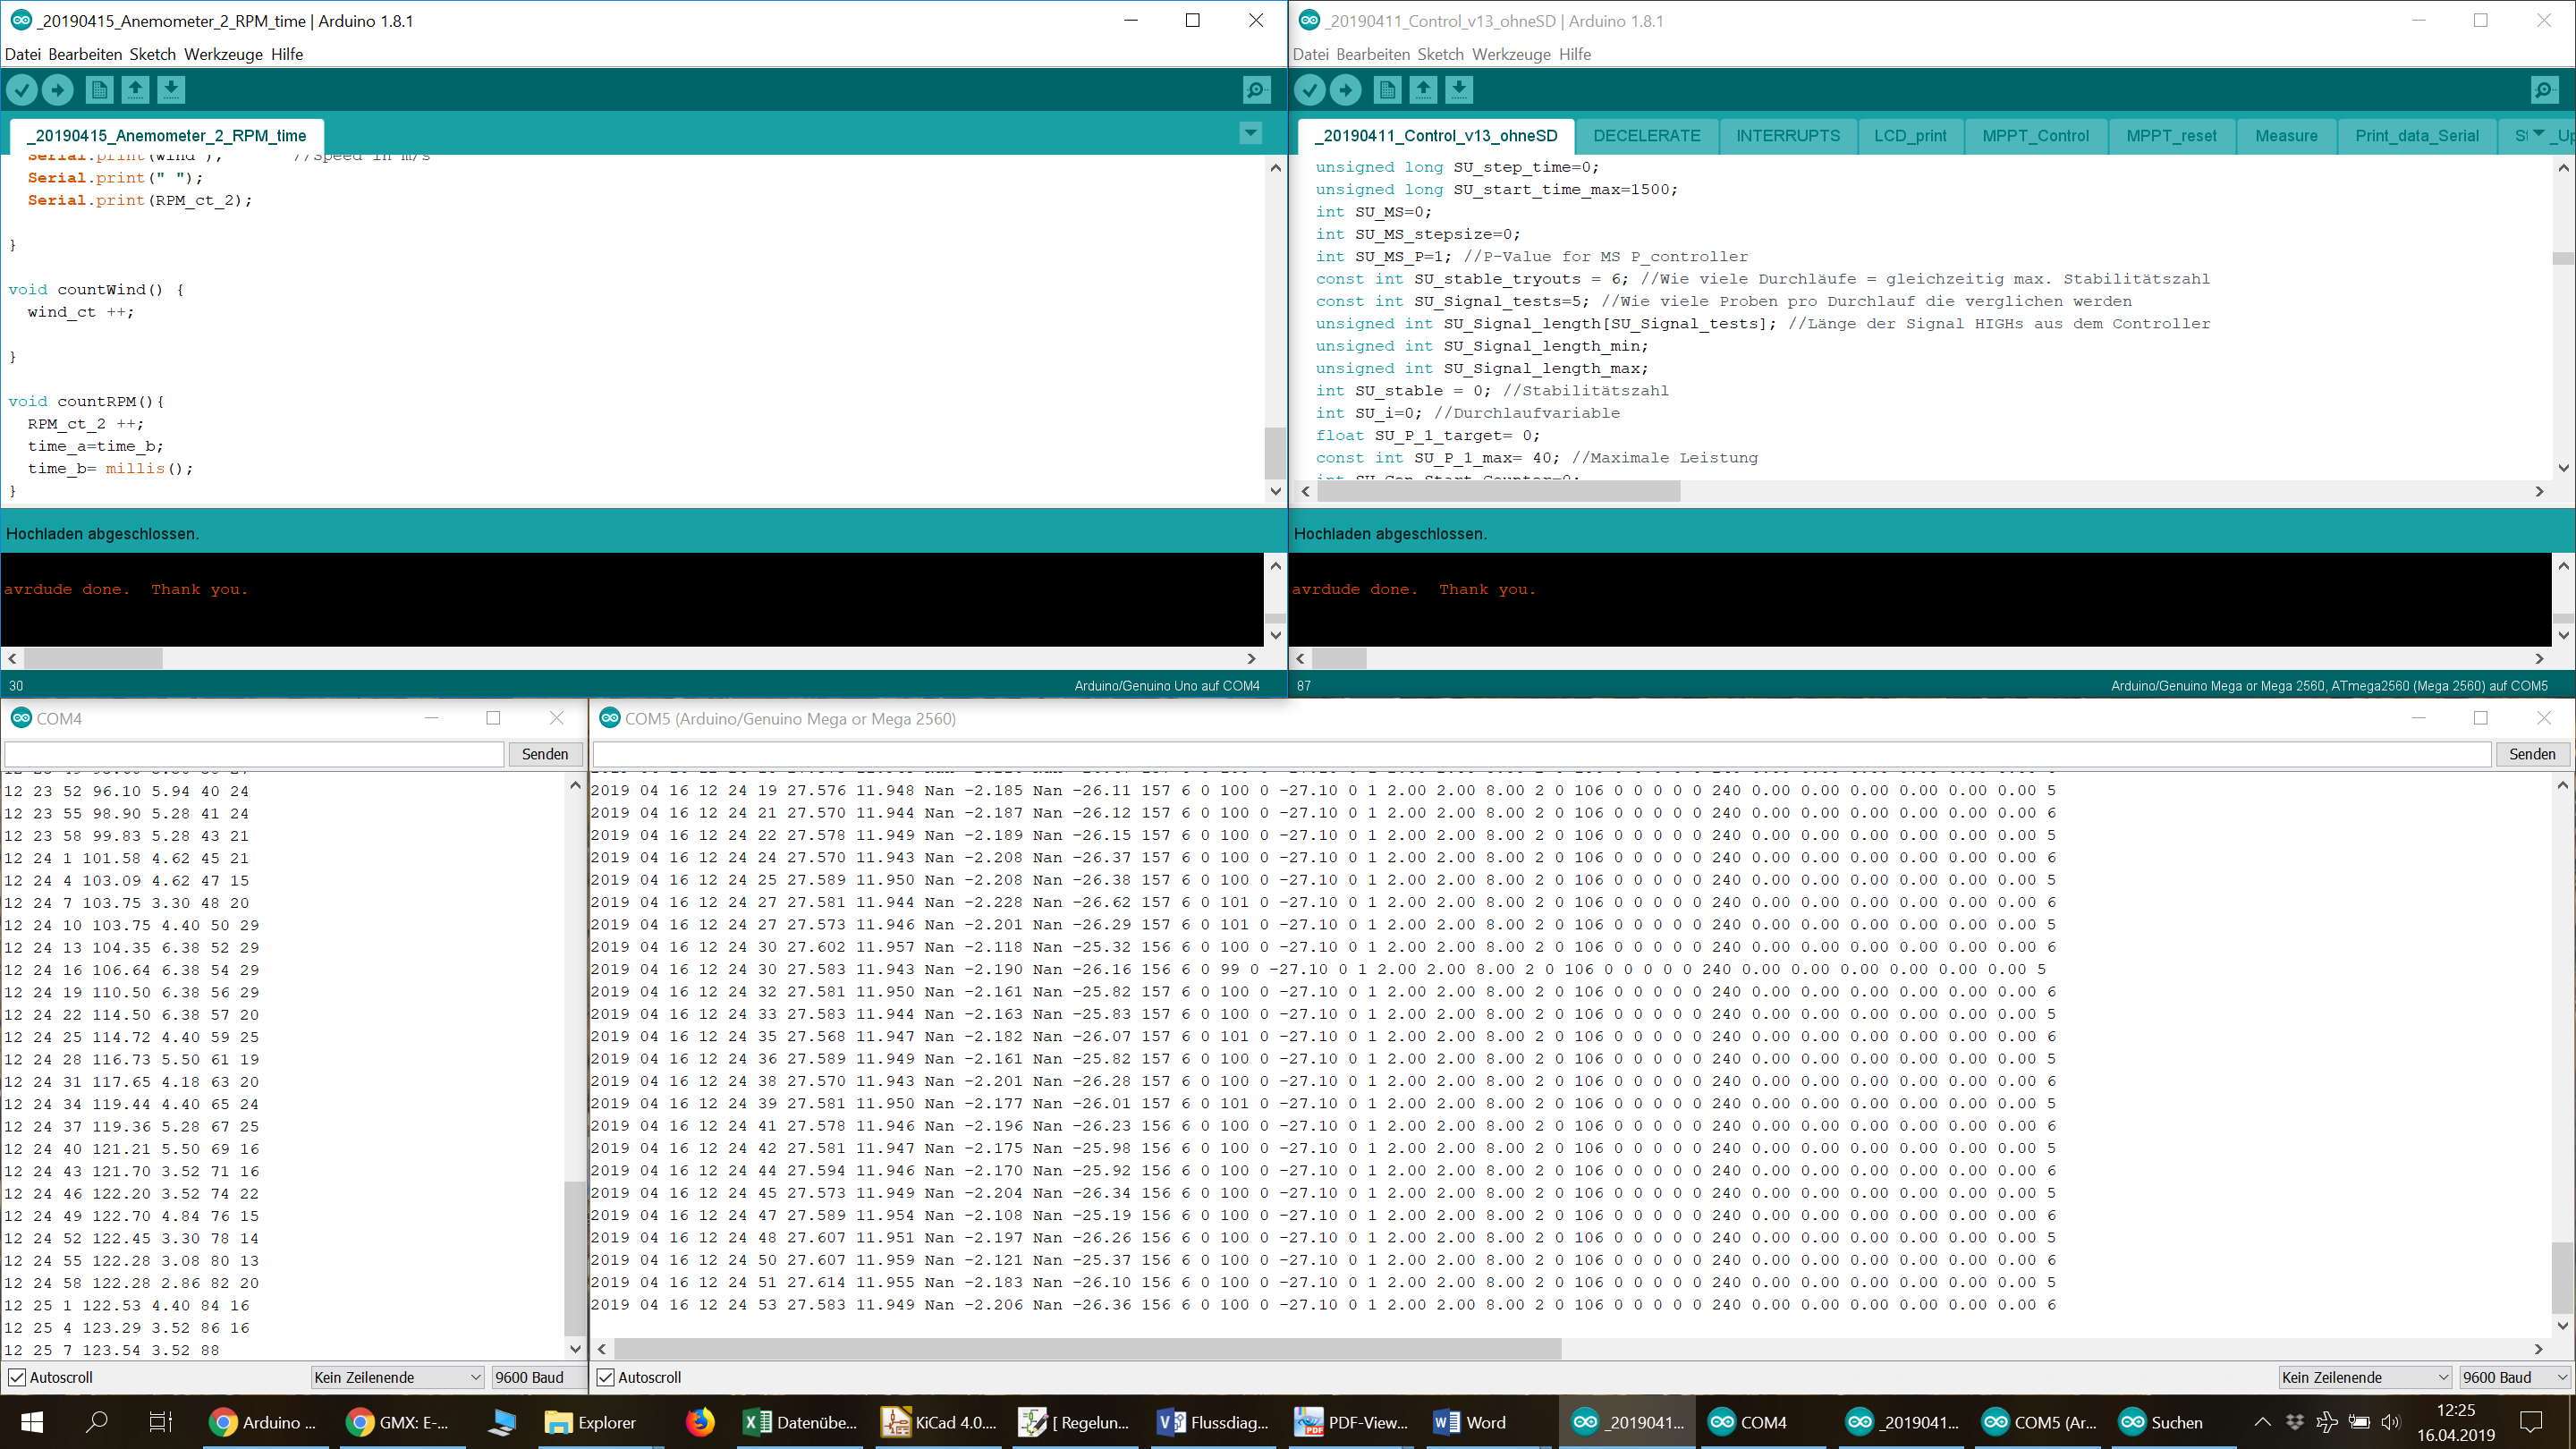 _20190415_Anemometer_2_RPM_time | Arduino 1.8.1
Datei Bearbeiten Sketch Werkzeuge Hilfe
_20190415_Anemometer_2_RPM_time
Serial.print(wind ); //Speed in m/s
Serial.print(" ");
Serial.print(RPM_ct_2);
}
void countWind() {
wind_ct ++;
}
void countRPM(){
RPM_ct_2 ++;
time_a=time_b;
time_b= millis();
}
Hochladen abgeschlossen.
avrdude done.  Thank you.
30
Arduino/Genuino Uno auf COM4
_20190411_Control_v13_ohneSD | Arduino 1.8.1
Datei Bearbeiten Sketch Werkzeuge Hilfe
_20190411_Control_v13_ohneSD DECELERATE INTERRUPTS LCD_print MPPT_Control MPPT_reset Measure Print_data_Serial
unsigned long SU_step_time=0;
unsigned long SU_start_time_max=1500;
int SU_MS=0;
int SU_MS_stepsize=0;
int SU_MS_P=1; //P-Value for MS P_controller
const int SU_stable_tryouts = 6; //Wie viele Durchläufe = gleichzeitig max. Stabilitätszahl
const int SU_Signal_tests=5; //Wie viele Proben pro Durchlauf die verglichen werden
unsigned int SU_Signal_length[SU_Signal_tests]; //Länge der Signal HIGHs aus dem Controller
unsigned int SU_Signal_length_min;
unsigned int SU_Signal_length_max;
int SU_stable = 0; //Stabilitätszahl
int SU_i=0; //Durchlaufvariable
float SU_P_1_target= 0;
const int SU_P_1_max= 40; //Maximale Leistung
Hochladen abgeschlossen.
avrdude done.  Thank you.
87
Arduino/Genuino Mega or Mega 2560, ATmega2560 (Mega 2560) auf COM5
COM4
Senden
12 23 52 96.10 5.94 40 24
12 23 55 98.90 5.28 41 24
12 23 58 99.83 5.28 43 21
12 24 1 101.58 4.62 45 21
12 24 4 103.09 4.62 47 15
12 24 7 103.75 3.30 48 20
12 24 10 103.75 4.40 50 29
12 24 13 104.35 6.38 52 29
12 24 16 106.64 6.38 54 29
12 24 19 110.50 6.38 56 29
12 24 22 114.50 6.38 57 20
12 24 25 114.72 4.40 59 25
12 24 28 116.73 5.50 61 19
12 24 31 117.65 4.18 63 20
12 24 34 119.44 4.40 65 24
12 24 37 119.36 5.28 67 25
12 24 40 121.21 5.50 69 16
12 24 43 121.70 3.52 71 16
12 24 46 122.20 3.52 74 22
12 24 49 122.70 4.84 76 15
12 24 52 122.45 3.30 78 14
12 24 55 122.28 3.08 80 13
12 24 58 122.28 2.86 82 20
12 25 1 122.53 4.40 84 16
12 25 4 123.29 3.52 86 16
12 25 7 123.54 3.52 88
Autoscroll
Kein Zeilenende
9600 Baud
COM5 (Arduino/Genuino Mega or Mega 2560)
Senden
2019 04 16 12 24 19 27.576 11.948 Nan -2.185 Nan -26.11 157 6 0 100 0 -27.10 0 1 2.00 2.00 8.00 2 0 106 0 0 0 0 0 240 0.00 0.00 0.00 0.00 0.00 0.00 5
2019 04 16 12 24 21 27.570 11.944 Nan -2.187 Nan -26.12 157 6 0 100 0 -27.10 0 1 2.00 2.00 8.00 2 0 106 0 0 0 0 0 240 0.00 0.00 0.00 0.00 0.00 0.00 6
2019 04 16 12 24 22 27.578 11.949 Nan -2.189 Nan -26.15 157 6 0 100 0 -27.10 0 1 2.00 2.00 8.00 2 0 106 0 0 0 0 0 240 0.00 0.00 0.00 0.00 0.00 0.00 5
2019 04 16 12 24 24 27.570 11.943 Nan -2.208 Nan -26.37 157 6 0 100 0 -27.10 0 1 2.00 2.00 8.00 2 0 106 0 0 0 0 0 240 0.00 0.00 0.00 0.00 0.00 0.00 6
2019 04 16 12 24 25 27.589 11.950 Nan -2.208 Nan -26.38 157 6 0 100 0 -27.10 0 1 2.00 2.00 8.00 2 0 106 0 0 0 0 0 240 0.00 0.00 0.00 0.00 0.00 0.00 5
2019 04 16 12 24 27 27.581 11.944 Nan -2.228 Nan -26.62 157 6 0 101 0 -27.10 0 1 2.00 2.00 8.00 2 0 106 0 0 0 0 0 240 0.00 0.00 0.00 0.00 0.00 0.00 6
2019 04 16 12 24 27 27.573 11.946 Nan -2.201 Nan -26.29 157 6 0 101 0 -27.10 0 1 2.00 2.00 8.00 2 0 106 0 0 0 0 0 240 0.00 0.00 0.00 0.00 0.00 0.00 5
2019 04 16 12 24 30 27.602 11.957 Nan -2.118 Nan -25.32 156 6 0 100 0 -27.10 0 1 2.00 2.00 8.00 2 0 106 0 0 0 0 0 240 0.00 0.00 0.00 0.00 0.00 0.00 6
2019 04 16 12 24 30 27.583 11.943 Nan -2.190 Nan -26.16 156 6 0 99 0 -27.10 0 1 2.00 2.00 8.00 2 0 106 0 0 0 0 0 240 0.00 0.00 0.00 0.00 0.00 0.00 5
2019 04 16 12 24 32 27.581 11.950 Nan -2.161 Nan -25.82 157 6 0 100 0 -27.10 0 1 2.00 2.00 8.00 2 0 106 0 0 0 0 0 240 0.00 0.00 0.00 0.00 0.00 0.00 6
2019 04 16 12 24 33 27.583 11.944 Nan -2.163 Nan -25.83 157 6 0 100 0 -27.10 0 1 2.00 2.00 8.00 2 0 106 0 0 0 0 0 240 0.00 0.00 0.00 0.00 0.00 0.00 5
2019 04 16 12 24 35 27.568 11.947 Nan -2.182 Nan -26.07 157 6 0 101 0 -27.10 0 1 2.00 2.00 8.00 2 0 106 0 0 0 0 0 240 0.00 0.00 0.00 0.00 0.00 0.00 6
2019 04 16 12 24 36 27.589 11.949 Nan -2.161 Nan -25.82 157 6 0 100 0 -27.10 0 1 2.00 2.00 8.00 2 0 106 0 0 0 0 0 240 0.00 0.00 0.00 0.00 0.00 0.00 5
2019 04 16 12 24 38 27.570 11.943 Nan -2.201 Nan -26.28 157 6 0 100 0 -27.10 0 1 2.00 2.00 8.00 2 0 106 0 0 0 0 0 240 0.00 0.00 0.00 0.00 0.00 0.00 6
2019 04 16 12 24 39 27.581 11.950 Nan -2.177 Nan -26.01 157 6 0 101 0 -27.10 0 1 2.00 2.00 8.00 2 0 106 0 0 0 0 0 240 0.00 0.00 0.00 0.00 0.00 0.00 5
2019 04 16 12 24 41 27.578 11.946 Nan -2.196 Nan -26.23 156 6 0 100 0 -27.10 0 1 2.00 2.00 8.00 2 0 106 0 0 0 0 0 240 0.00 0.00 0.00 0.00 0.00 0.00 6
2019 04 16 12 24 42 27.581 11.947 Nan -2.175 Nan -25.98 156 6 0 100 0 -27.10 0 1 2.00 2.00 8.00 2 0 106 0 0 0 0 0 240 0.00 0.00 0.00 0.00 0.00 0.00 5
2019 04 16 12 24 44 27.594 11.946 Nan -2.170 Nan -25.92 156 6 0 100 0 -27.10 0 1 2.00 2.00 8.00 2 0 106 0 0 0 0 0 240 0.00 0.00 0.00 0.00 0.00 0.00 6
2019 04 16 12 24 45 27.573 11.949 Nan -2.204 Nan -26.34 156 6 0 100 0 -27.10 0 1 2.00 2.00 8.00 2 0 106 0 0 0 0 0 240 0.00 0.00 0.00 0.00 0.00 0.00 5
2019 04 16 12 24 47 27.589 11.954 Nan -2.108 Nan -25.19 156 6 0 100 0 -27.10 0 1 2.00 2.00 8.00 2 0 106 0 0 0 0 0 240 0.00 0.00 0.00 0.00 0.00 0.00 6
2019 04 16 12 24 48 27.607 11.951 Nan -2.197 Nan -26.26 156 6 0 100 0 -27.10 0 1 2.00 2.00 8.00 2 0 106 0 0 0 0 0 240 0.00 0.00 0.00 0.00 0.00 0.00 5
2019 04 16 12 24 50 27.607 11.959 Nan -2.121 Nan -25.37 156 6 0 100 0 -27.10 0 1 2.00 2.00 8.00 2 0 106 0 0 0 0 0 240 0.00 0.00 0.00 0.00 0.00 0.00 6
2019 04 16 12 24 51 27.614 11.955 Nan -2.183 Nan -26.10 156 6 0 100 0 -27.10 0 1 2.00 2.00 8.00 2 0 106 0 0 0 0 0 240 0.00 0.00 0.00 0.00 0.00 0.00 5
2019 04 16 12 24 53 27.583 11.949 Nan -2.206 Nan -26.36 156 6 0 100 0 -27.10 0 1 2.00 2.00 8.00 2 0 106 0 0 0 0 0 240 0.00 0.00 0.00 0.00 0.00 0.00 6
Autoscroll
Kein Zeilenende
9600 Baud
Arduino ... GMX: E-... Explorer Datenübe... KiCad 4.0.... [ Regelun... Flussdiag... PDF-View... Word _2019041... COM4 _2019041... COM5 (Ar... Suchen
12:25
16.04.2019